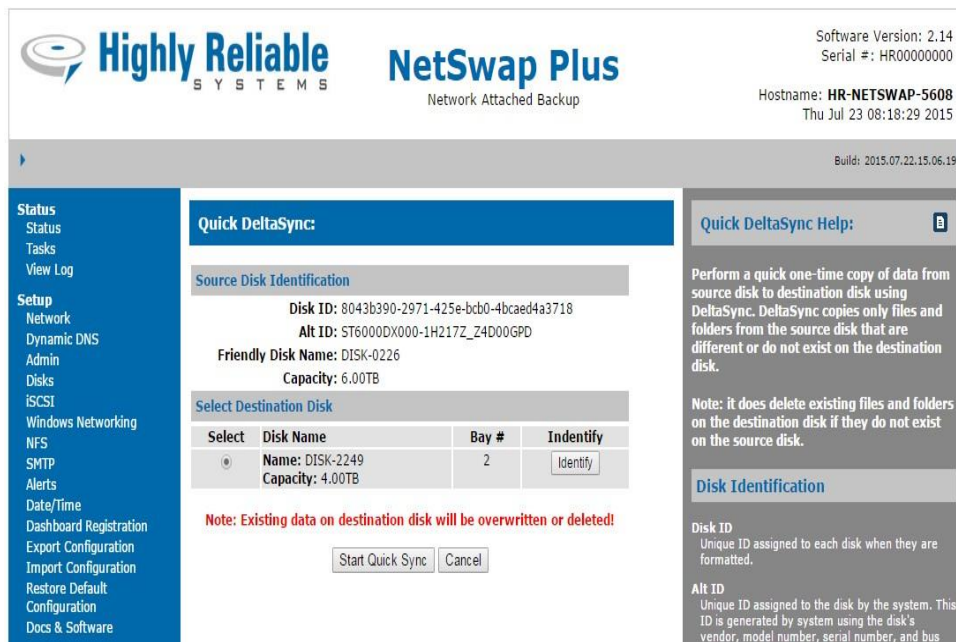 Highly Reliable
SYSTEMS
NetSwap Plus
Network Attached Backup
Software Version: 2.14
Serial #: HR00000000
Hostname: HR-NETSWAP-5608
Thu Jul 23 08:18:29 2015
Build: 2015.07.22.15.06.19
Status
Status
Tasks
View Log
Setup
Network
Dynamic DNS
Admin
Disks
iSCSI
Windows Networking
NFS
SMTP
Alerts
Date/Time
Dashboard Registration
Export Configuration
Import Configuration
Restore Default
Configuration
Docs & Software
Quick DeltaSync:
Source Disk Identification
Disk ID: 8043b390-2971-425e-bcb0-4bcaed4a3718
Alt ID: ST6000DX000-1H217Z_Z4D00GPD
Friendly Disk Name: DISK-0226
Capacity: 6.00TB
Select Destination Disk
Select Disk Name Bay # Indentify
Name: DISK-2249 2 Identify
Capacity: 4.00TB
Note: Existing data on destination disk will be overwritten or deleted!
Start Quick Sync Cancel
Quick DeltaSync Help:
Perform a quick one-time copy of data from
source disk to destination disk using
DeltaSync. DeltaSync copies only files and
folders from the source disk that are
different or do not exist on the destination
disk.
Note: it does delete existing files and folders
on the destination disk if they do not exist
on the source disk.
Disk Identification
Disk ID
Unique ID assigned to each disk when they are
formatted.
Alt ID
Unique ID assigned to the disk by the system. This
ID is generated by system using the disk's
vendor, model number, serial number, and bus